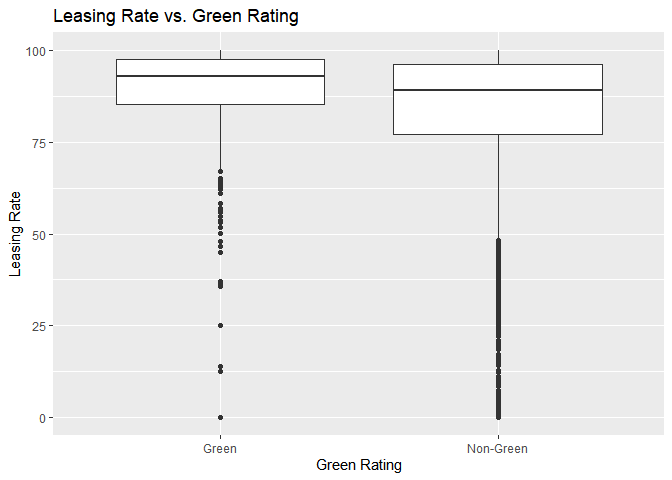 Leasing Rate vs. Green Rating
100
75
50
25
0
Leasing Rate
Green
Non-Green
Green Rating